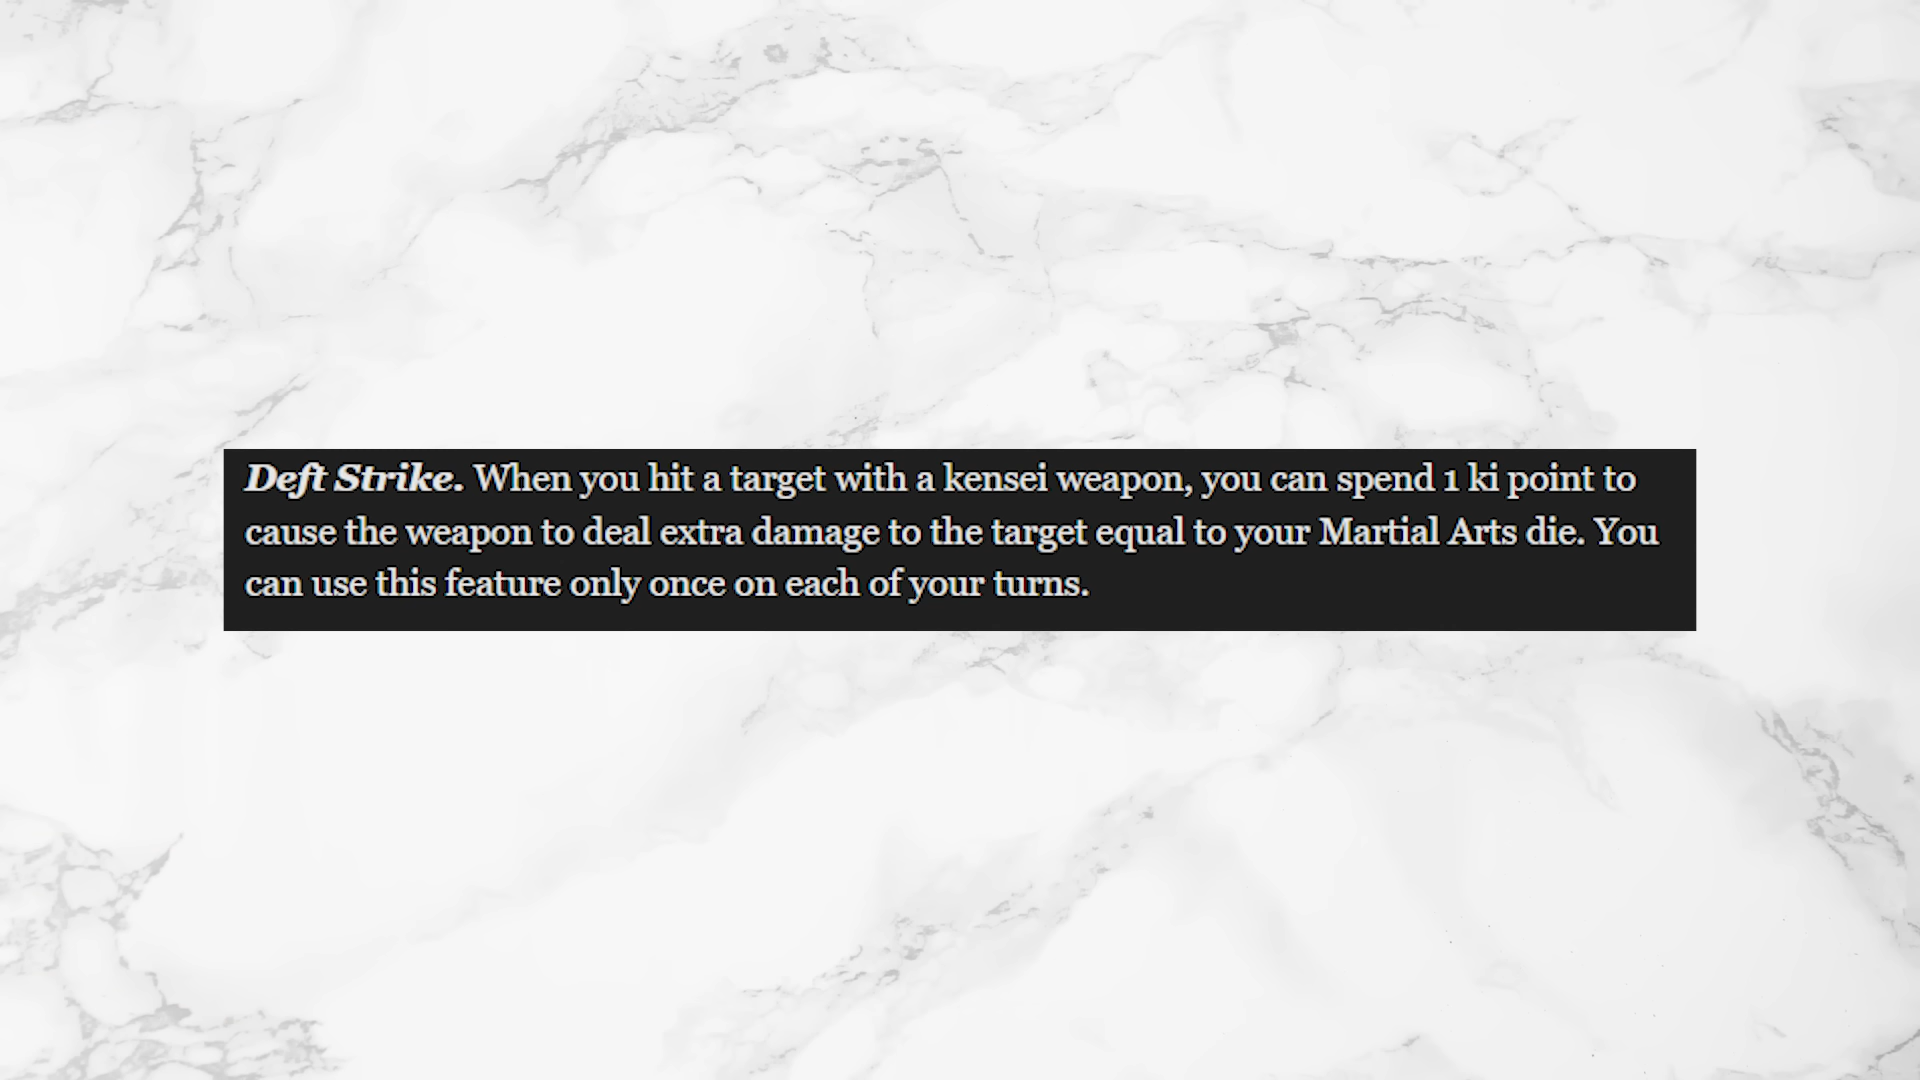 Deft Strike. When you hit a target with a kensei weapon, you can spend 1 ki point to
cause the weapon to deal extra damage to the target equal to your Martial Arts die. You
can use this feature only once on each of your turns.